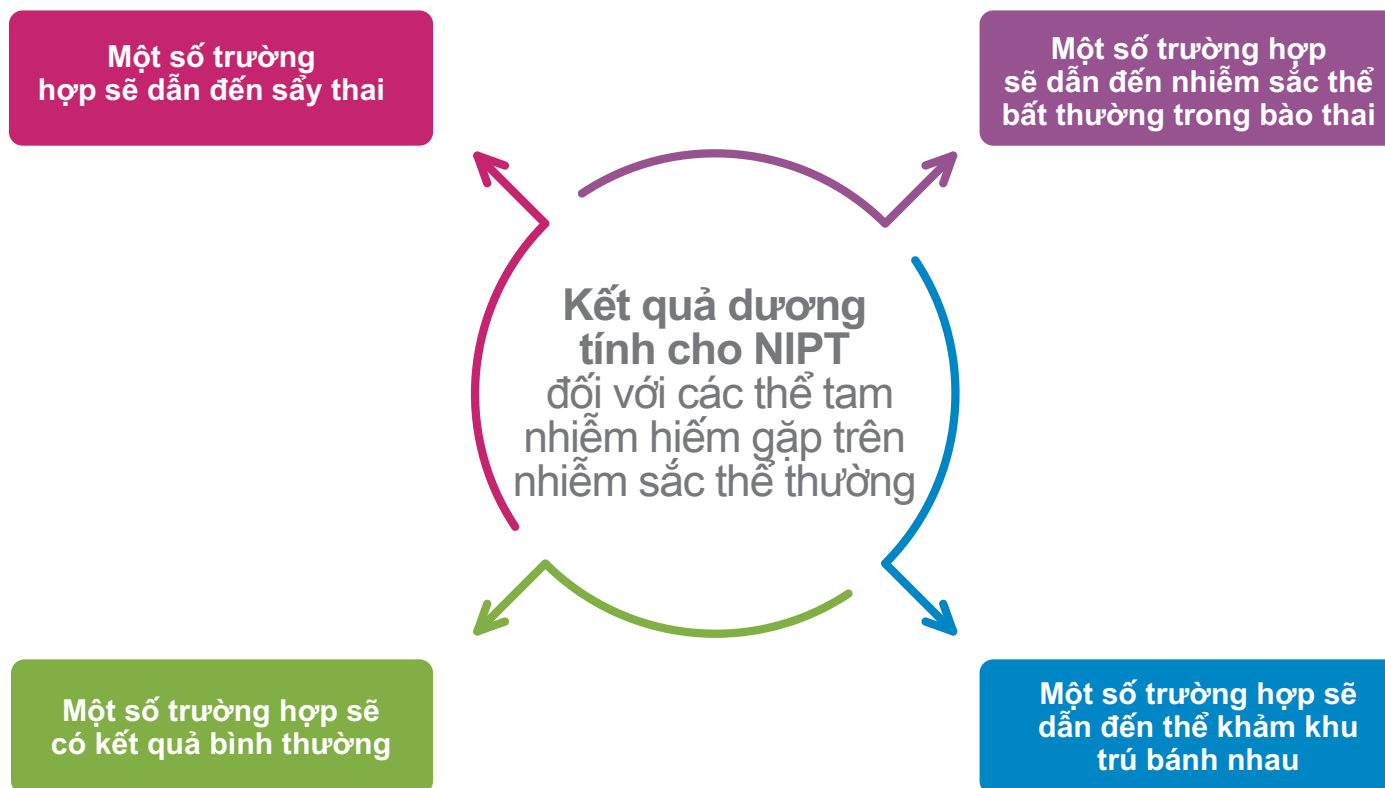 Một số trường
hợp sẽ dẫn đến sẩy thai
Một số trường hợp
sẽ dẫn đến nhiễm sắc thể
bất thường trong bào thai
Kết quả dương
tính cho NIPT
đối với các thể tam
nhiễm hiếm gặp trên
nhiễm sắc thể thường
Một số trường hợp sẽ
có kết quả bình thường
Một số trường hợp sẽ
dẫn đến thể khảm khu
trú bánh nhau